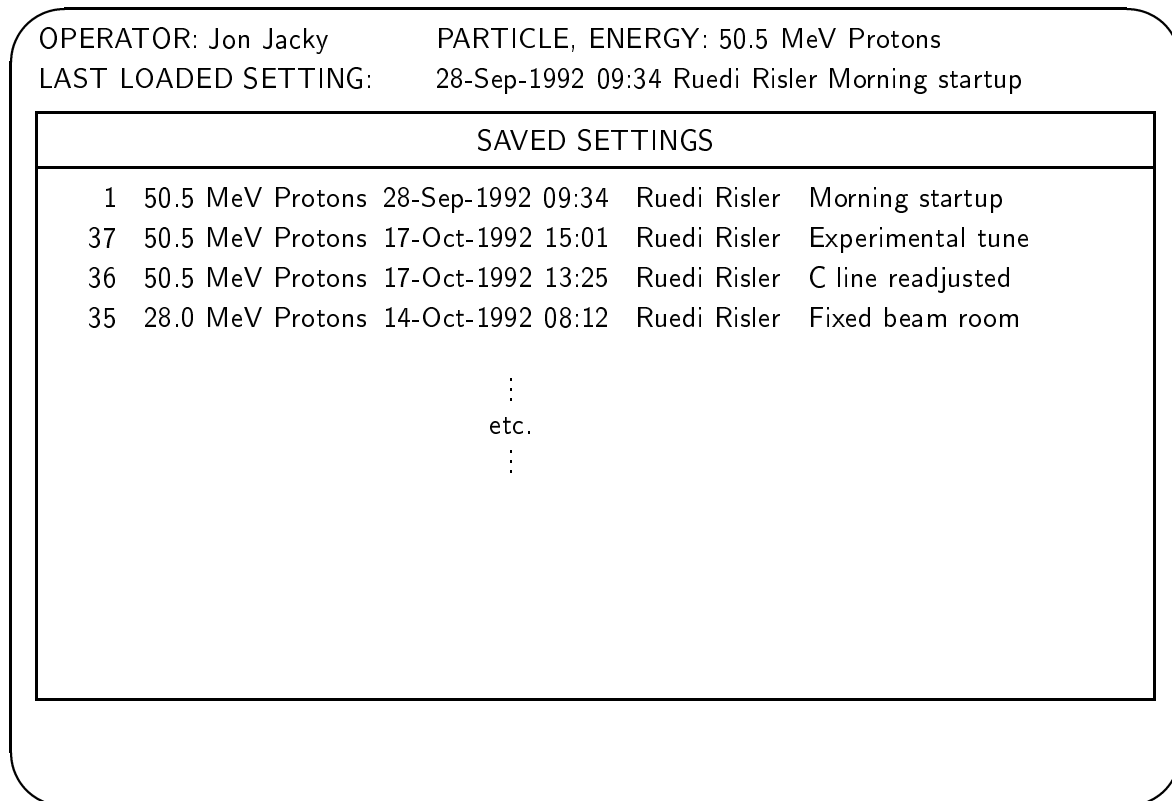 OPERATOR: Jon Jacky PARTICLE, ENERGY: 50.5 MeV Protons
LAST LOADED SETTING: 28-Sep-1992 09:34 Ruedi Risler Morning startup
SAVED SETTINGS
1 50.5 MeV Protons 28-Sep-1992 09:34 Ruedi Risler Morning startup
37 50.5 MeV Protons 17-Oct-1992 15:01 Ruedi Risler Experimental tune
36 50.5 MeV Protons 17-Oct-1992 13:25 Ruedi Risler C line readjusted
35 28.0 MeV Protons 14-Oct-1992 08:12 Ruedi Risler Fixed beam room
⋮
etc.
⋮